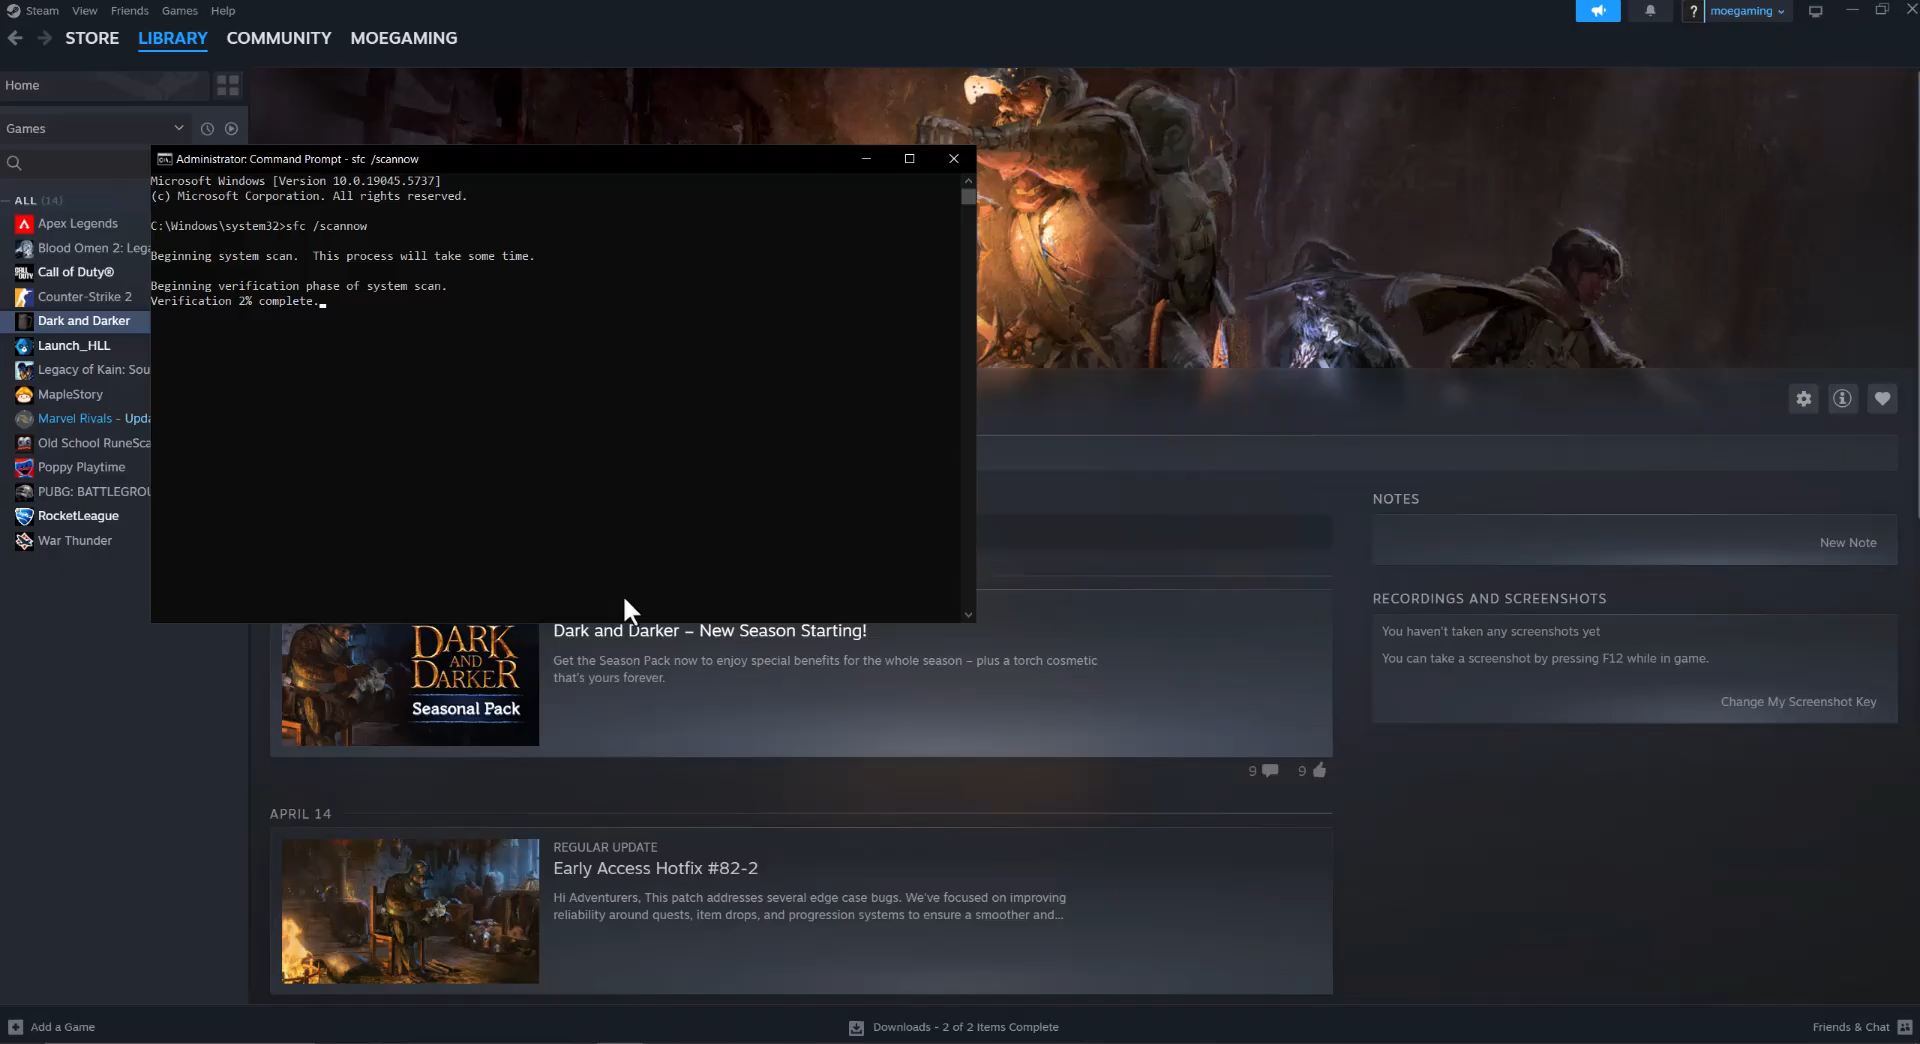 Steam View Friends Games Help
moegaming
STORE LIBRARY COMMUNITY MOEGAMING
Home
Games
ALL (14)
Apex Legends
Blood Omen 2: Lega
Call of Duty®
Counter-Strike 2
Dark and Darker
Launch_HLL
Legacy of Kain: Sou
MapleStory
Marvel Rivals - Upda
Old School RuneSca
Poppy Playtime
PUBG: BATTLEGROU
RocketLeague
War Thunder
Administrator: Command Prompt - sfc /scannow
Microsoft Windows [Version 10.0.19045.5737]
(c) Microsoft Corporation. All rights reserved.
C:\Windows\system32>sfc /scannow
Beginning system scan. This process will take some time.
Beginning verification phase of system scan.
Verification 2% complete.
NOTES
New Note
RECORDINGS AND SCREENSHOTS
You haven't taken any screenshots yet
You can take a screenshot by pressing F12 while in game.
Change My Screenshot Key
DARK
AND
DARKER
Seasonal Pack
Dark and Darker – New Season Starting!
Get the Season Pack now to enjoy special benefits for the whole season – plus a torch cosmetic
that's yours forever.
9 9
APRIL 14
REGULAR UPDATE
Early Access Hotfix #82-2
Hi Adventurers, This patch addresses several edge case bugs. We've focused on improving
reliability around quests, item drops, and progression systems to ensure a smoother and...
Add a Game
Downloads - 2 of 2 Items Complete
Friends & Chat